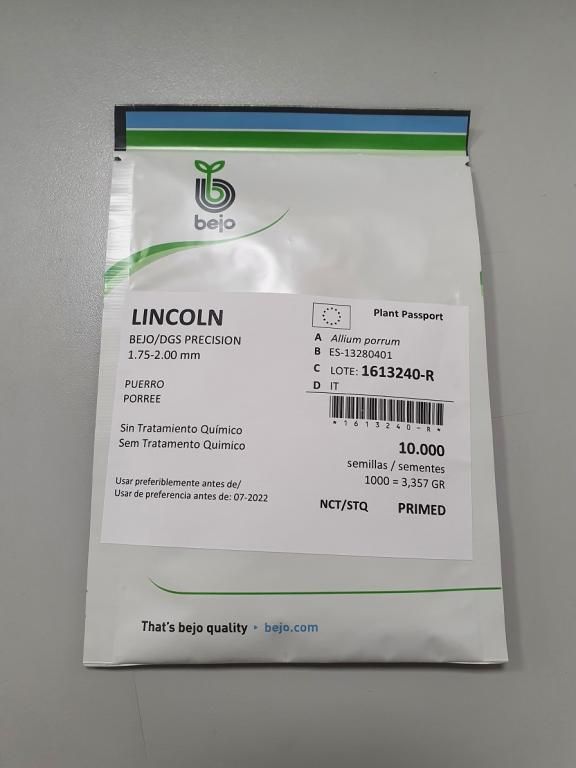 bejo
LINCOLN
BEJO/DGS PRECISION
1.75-2.00 mm
PUERRO
PORREE
Sin Tratamiento Químico
Sem Tratamento Quimico
Usar preferiblemente antes de/
Usar de preferencia antes de: 07-2022
Plant Passport
A Allium porrum
B ES-13280401
C LOTE: 1613240-R
D IT
*1613240-R*
10.000
semillas / sementes
1000 = 3,357 GR
NCT/STQ PRIMED
That's bejo quality ‣ bejo.com